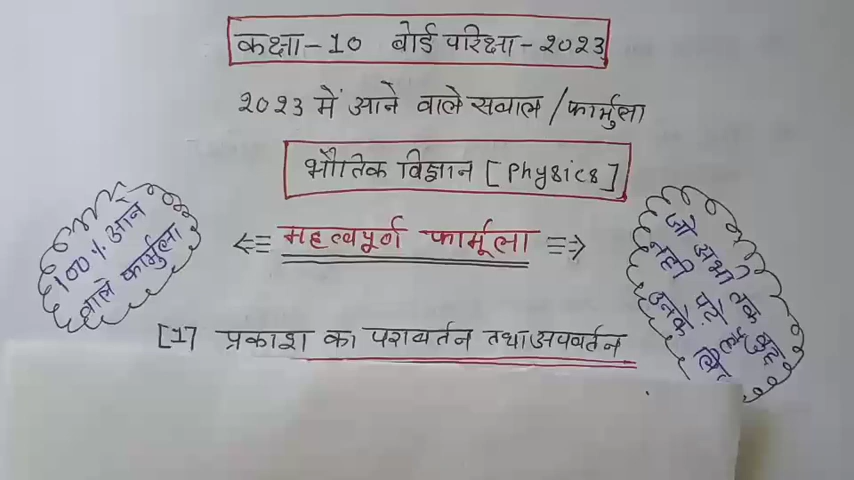 कक्षा-10 बोर्ड परिक्षा-2023
2023 में आने वाले सवाल/फार्मुला
भौतिक विज्ञान [Physics]
महत्वपूर्ण फार्मूला
100% आने
वाले फार्मुला
जो अभी तक कुछ
नहीं पढ़े
उनके लिए
[1] प्रकाश का परावर्तन तथा अपवर्तन